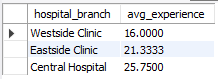 hospital_branch avg_experience
Westside Clinic 16.0000
Eastside Clinic 21.3333
Central Hospital 25.7500